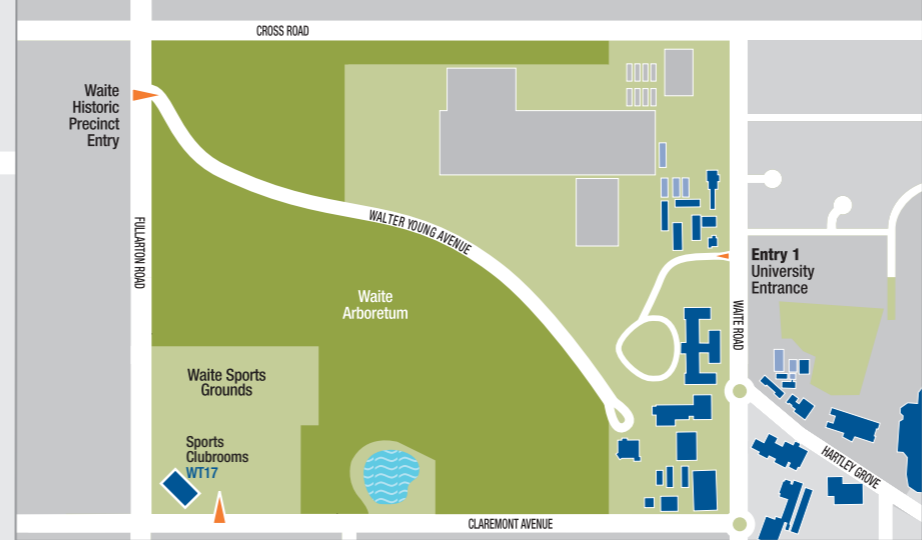 CROSS ROAD
Waite
Historic
Precinct
Entry
FULLARTON ROAD
WALTER YOUNG AVENUE
Entry 1
University
Entrance
WAITE ROAD
Waite
Arboretum
Waite Sports
Grounds
Sports
Clubrooms
WT17
HARTLEY GROVE
CLAREMONT AVENUE